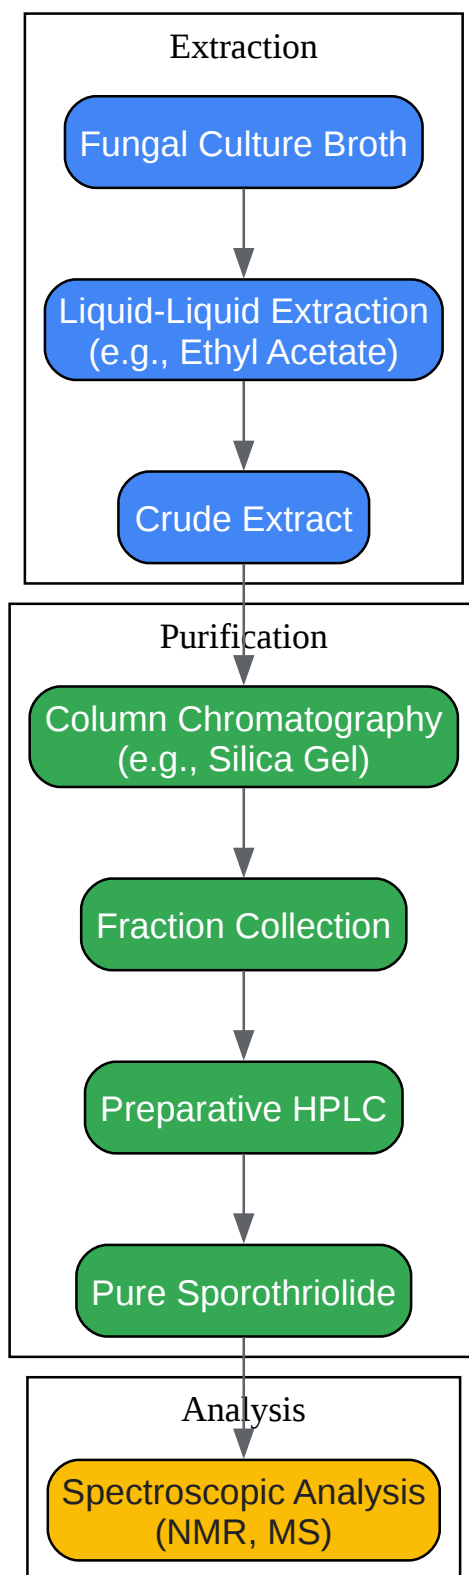 Extraction
Fungal Culture Broth
Liquid-Liquid Extraction
(e.g., Ethyl Acetate)
Crude Extract
Purification
Column Chromatography
(e.g., Silica Gel)
Fraction Collection
Preparative HPLC
Pure Sporothriolide
Analysis
Spectroscopic Analysis
(NMR, MS)